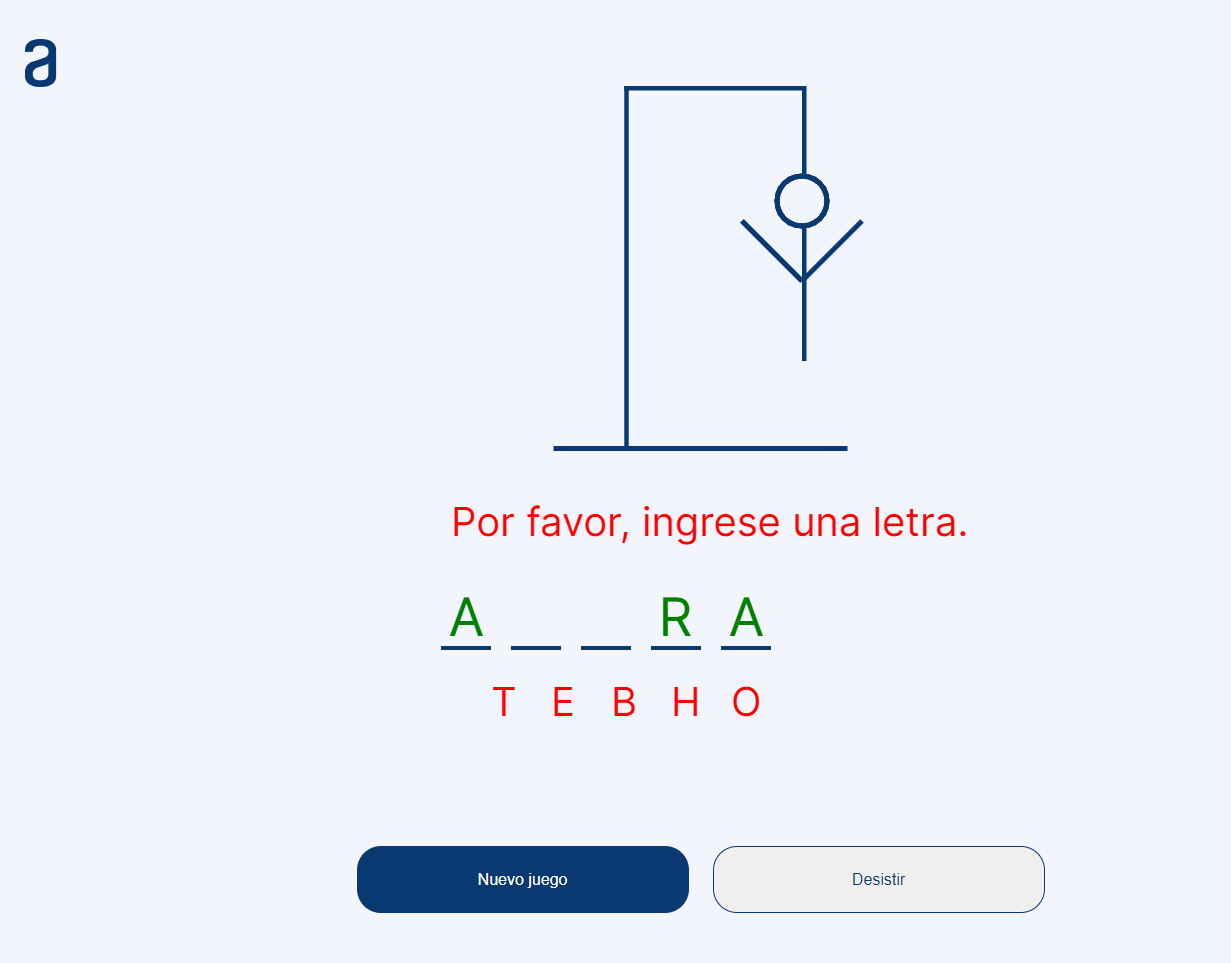 a
Por favor, ingrese una letra.
A _ _ R A
T E B H O
Nuevo juego
Desistir